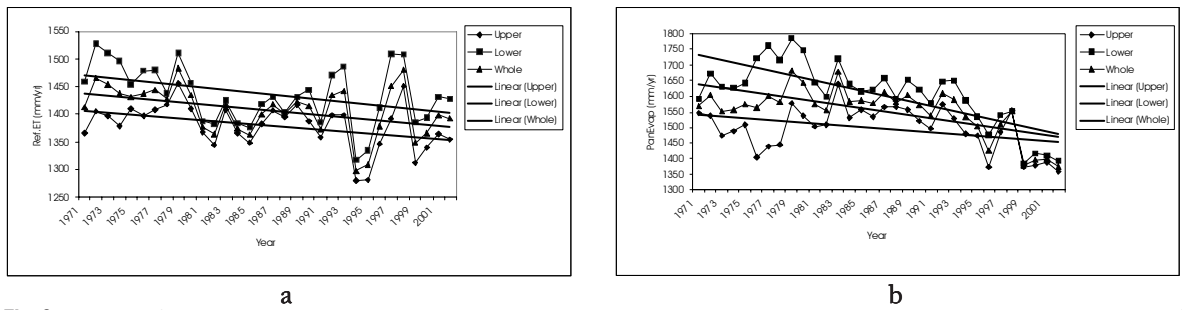 1550
1500
1450
1400
1350
1300
1250
Ref.ET (mm/yr)
1971 1973 1975 1977 1979 1981 1983 1985 1987 1989 1991 1993 1995 1997 1999 2001
Year
Upper
Lower
Whole
Linear (Upper)
Linear (Lower)
Linear (Whole)
a
1800
1750
1700
1650
1600
1550
1500
1450
1400
1350
1300
PanEvap (mm/yr)
1971 1973 1975 1977 1979 1981 1983 1985 1987 1989 1991 1993 1995 1997 1999 2001
Year
Upper
Lower
Whole
Linear (Upper)
Linear (Lower)
Linear (Whole)
b